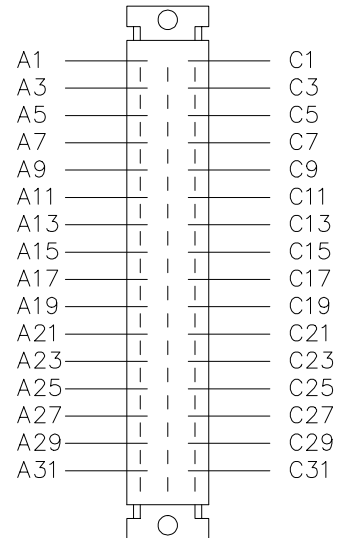 A1 C1
A3 C3
A5 C5
A7 C7
A9 C9
A11 C11
A13 C13
A15 C15
A17 C17
A19 C19
A21 C21
A23 C23
A25 C25
A27 C27
A29 C29
A31 C31